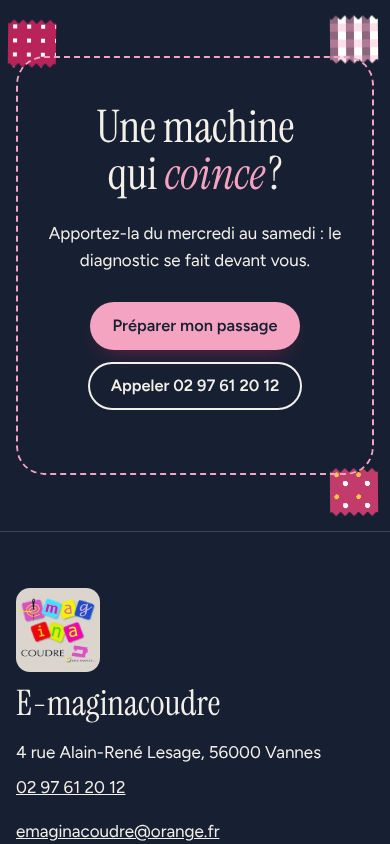 Une machine
qui coince ?
Apportez-la du mercredi au samedi : le
diagnostic se fait devant vous.
Préparer mon passage
Appeler 02 97 61 20 12
e mag
ina
COUDRE
E-maginacoudre
4 rue Alain-René Lesage, 56000 Vannes
02 97 61 20 12
emaginacoudre@orange.fr